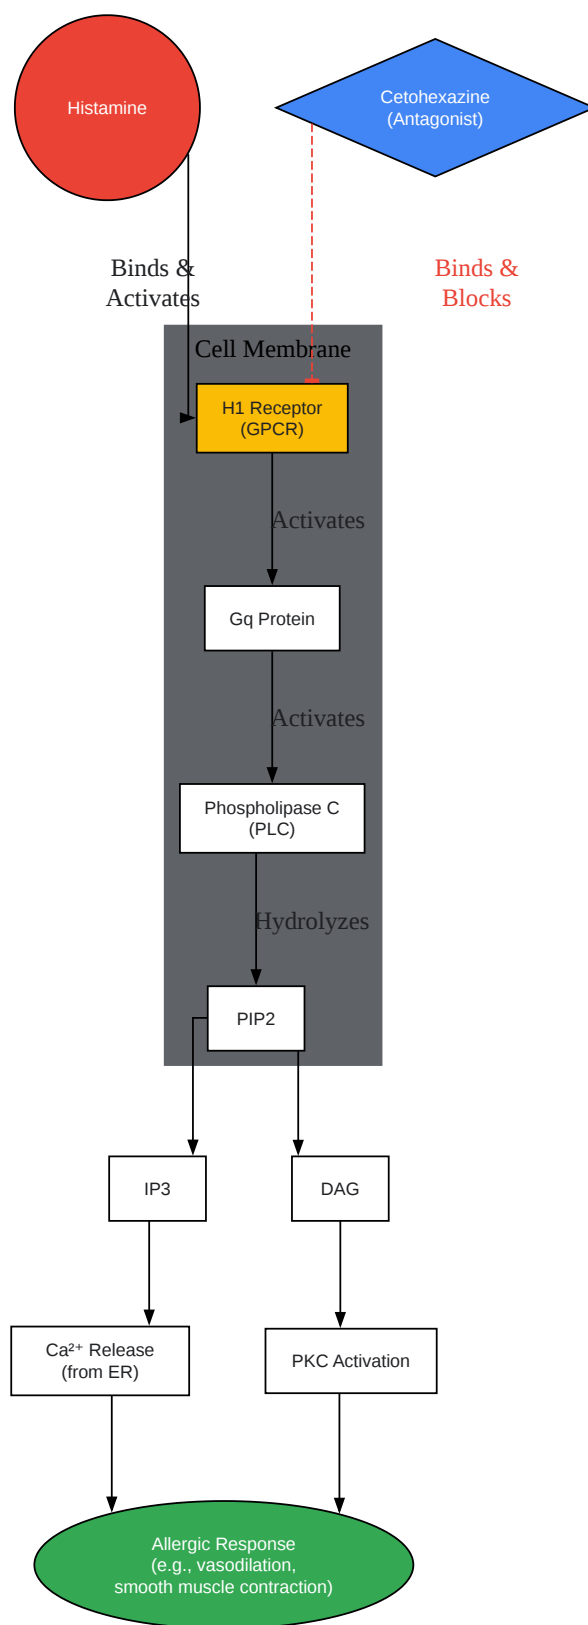 Histamine
Cetohexazine
(Antagonist)
Binds &
Activates
Binds &
Blocks
Cell Membrane
H1 Receptor
(GPCR)
Activates
Gq Protein
Activates
Phospholipase C
(PLC)
Hydrolyzes
PIP2
IP3
DAG
Ca²⁺ Release
(from ER)
PKC Activation
Allergic Response
(e.g., vasodilation,
smooth muscle contraction)